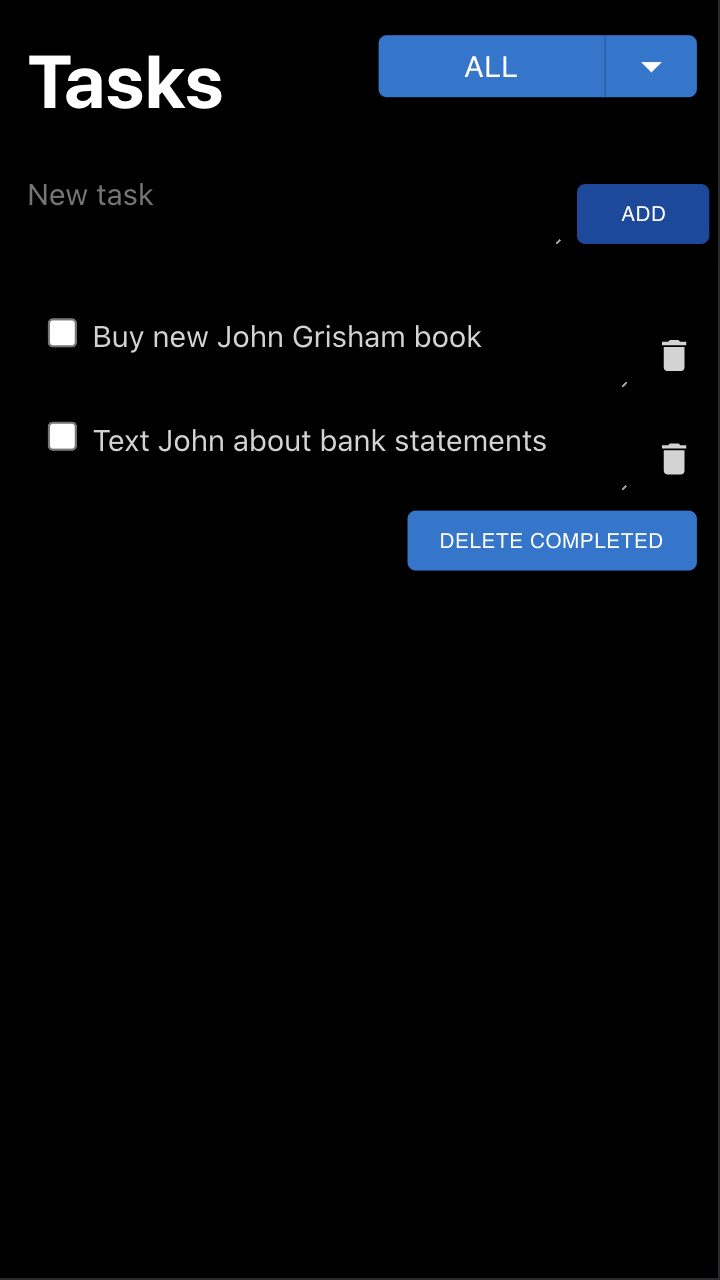 Tasks
ALL
New task
ADD
Buy new John Grisham book
Text John about bank statements
DELETE COMPLETED